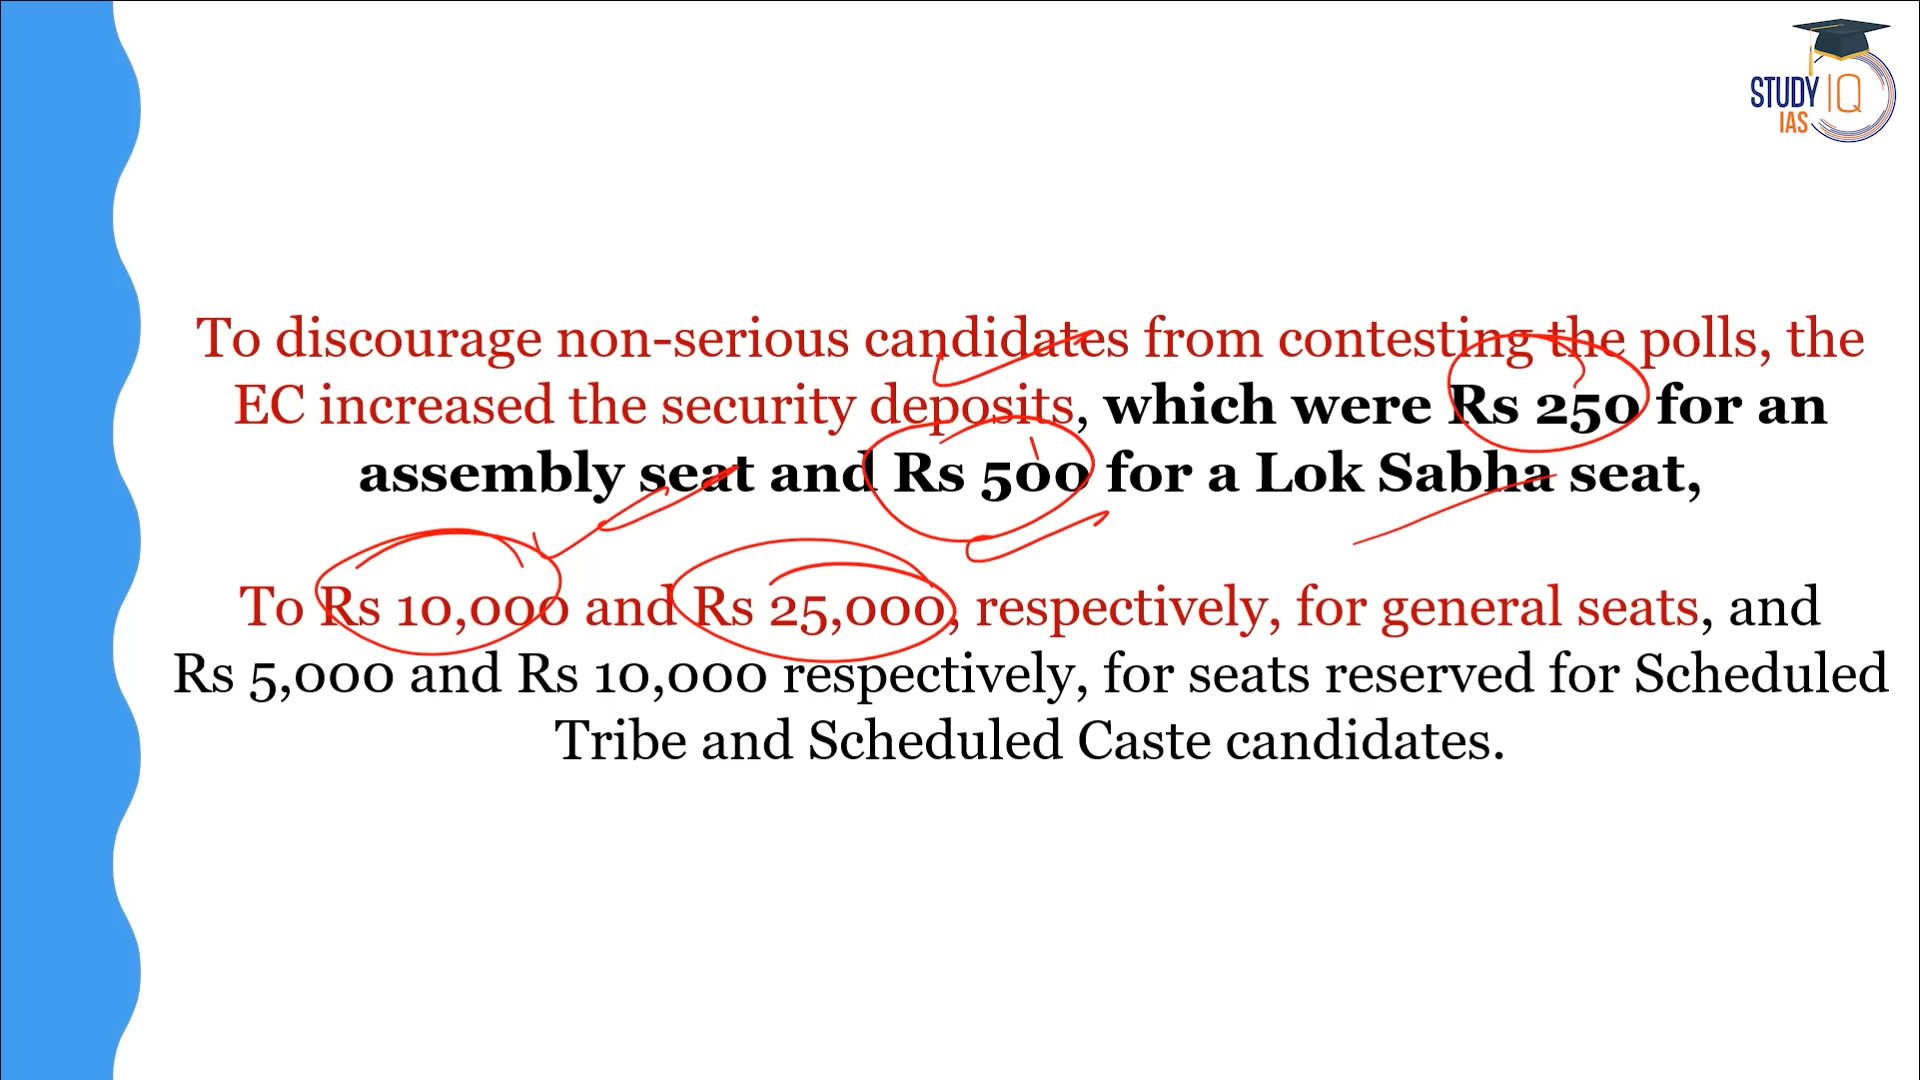 STUDY IQ
IAS
To discourage non-serious candidates from contesting the polls, the
EC increased the security deposits, which were Rs 250 for an
assembly seat and Rs 500 for a Lok Sabha seat,
To Rs 10,000 and Rs 25,000, respectively, for general seats, and
Rs 5,000 and Rs 10,000 respectively, for seats reserved for Scheduled
Tribe and Scheduled Caste candidates.